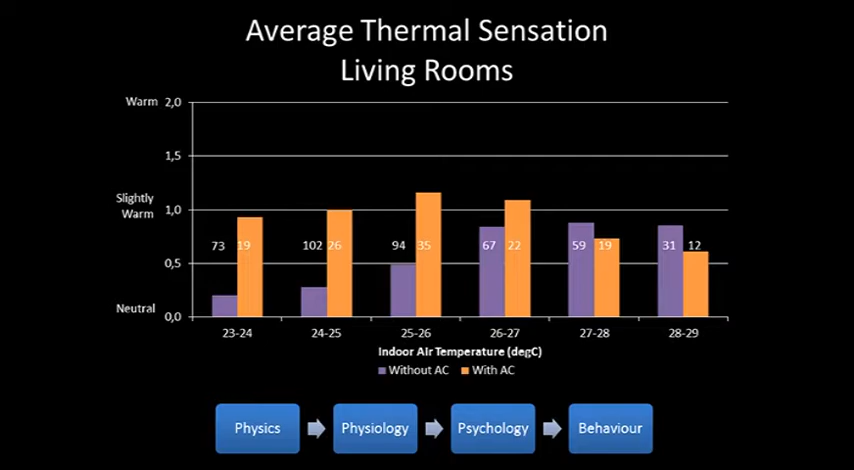 Average Thermal Sensation
Living Rooms
Warm 2,0
1,5
Slightly
Warm
1,0
73 19 102 26 94 35 67 22 59 19 31 12
0,5
Neutral 0,0
23-24 24-25 25-26 26-27 27-28 28-29
Indoor Air Temperature (degC)
Without AC With AC
Physics Physiology Psychology Behaviour